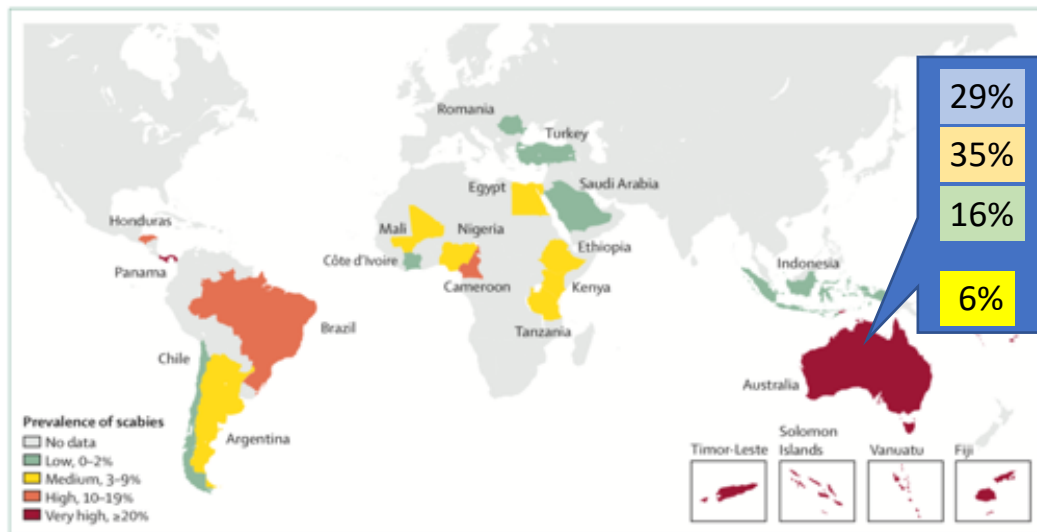 Romania
Turkey
Egypt
Saudi Arabia
Honduras
Mali
Nigeria
Ethiopia
Côte d'Ivoire
Indonesia
Panama
Cameroon
Kenya
Tanzania
Brazil
Chile
Australia
Argentina
29%
35%
16%
6%
Prevalence of scabies
No data
Low, 0–2%
Medium, 3–9%
High, 10–19%
Very high, ≥20%
Timor-Leste
Solomon
Islands
Vanuatu
Fiji